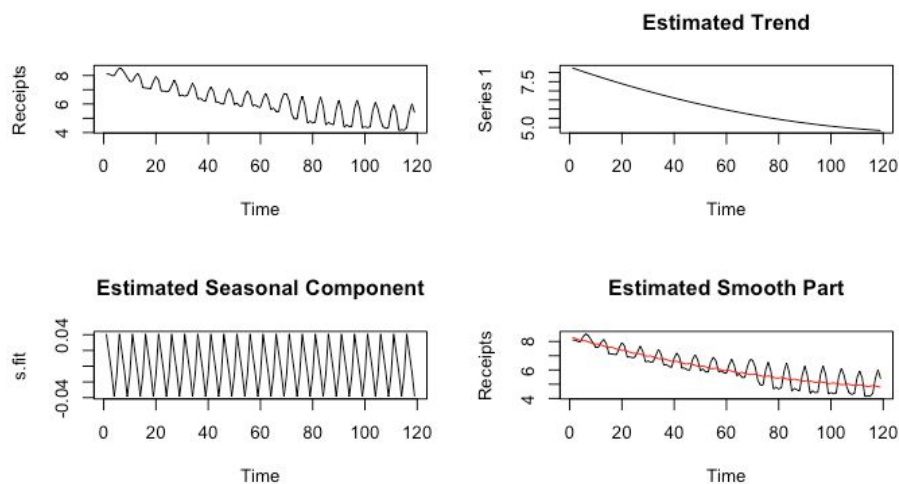 Receipts
8
6
4
0 20 40 60 80 100 120
Time
Estimated Trend
Series 1
7.5
5.0
0 20 40 60 80 100 120
Time
Estimated Seasonal Component
s.fit
0.04
-0.04
0 20 40 60 80 100 120
Time
Estimated Smooth Part
Receipts
8
6
4
0 20 40 60 80 100 120
Time